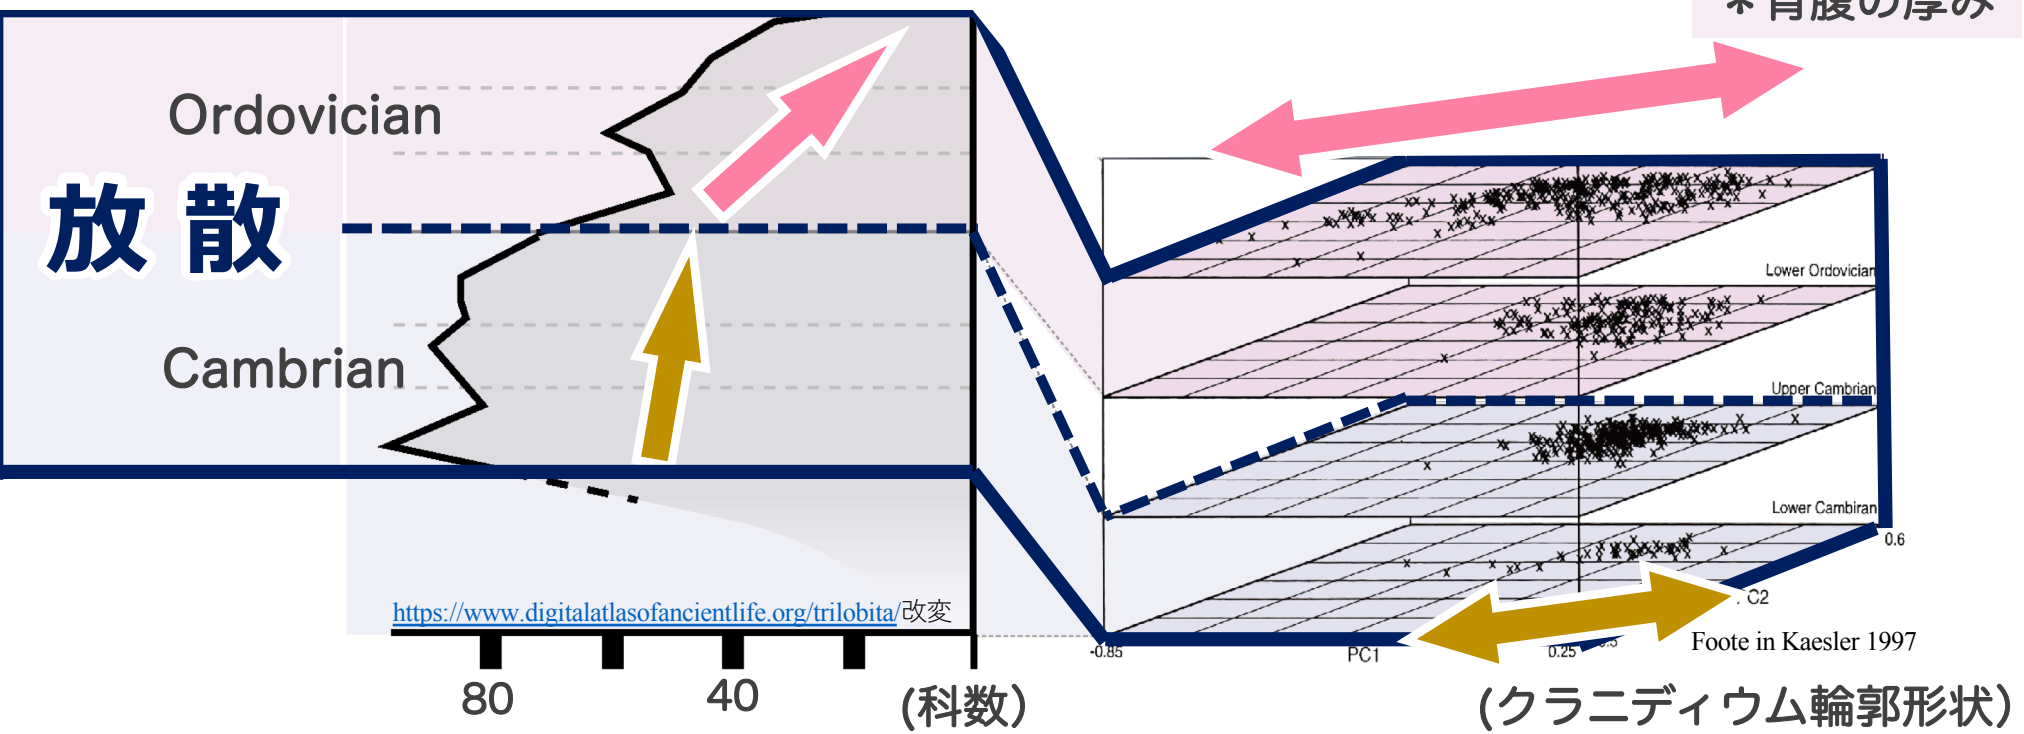 ＊背腹の厚み
Ordovician
放散
Cambrian
Lower Ordovician
Upper Cambrian
Lower Cambiran
0.6
https://www.digitalatlasofancientlife.org/trilobita/改変
C2
-0.85
PC1
0.25
Foote in Kaesler 1997
80
40
(科数)
(クラニディウム輪郭形状)